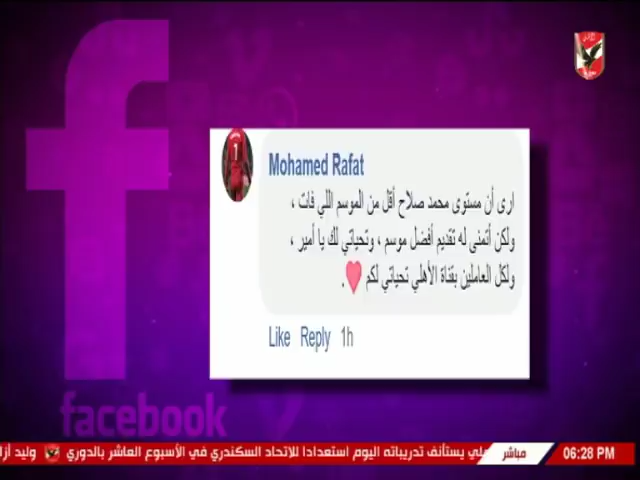 facebook
Mohamed Rafat
ارى أن مستوى محمد صلاح أقل من الموسم اللي فات ،
ولكن أتمنى له تقديم أفضل موسم ، وتحياتي لك يا أمير ،
ولكل العاملين بقناة الأهلي تحياتي لكم ♥ .
Like Reply 1h
06:28 PM
مباشر
يستأنف تدريباته اليوم استعدادا للاتحاد السكندري في الأسبوع العاشر بالدوري وليد